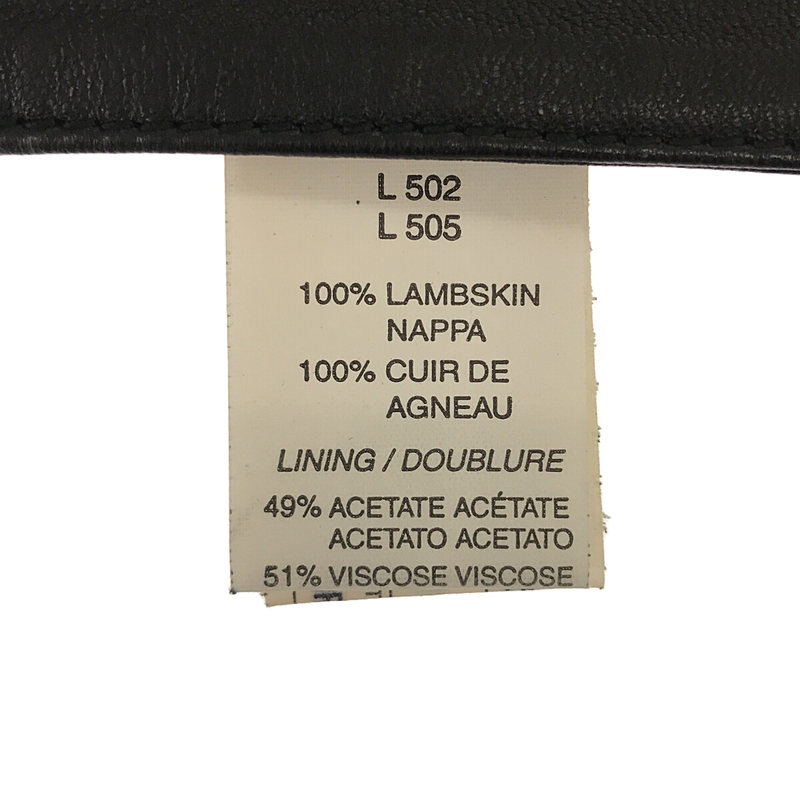 L 502
L 505
100% LAMBSKIN
NAPPA
100% CUIR DE
AGNEAU
LINING / DOUBLURE
49% ACETATE ACÉTATE
ACETATO ACETATO
51% VISCOSE VISCOSE